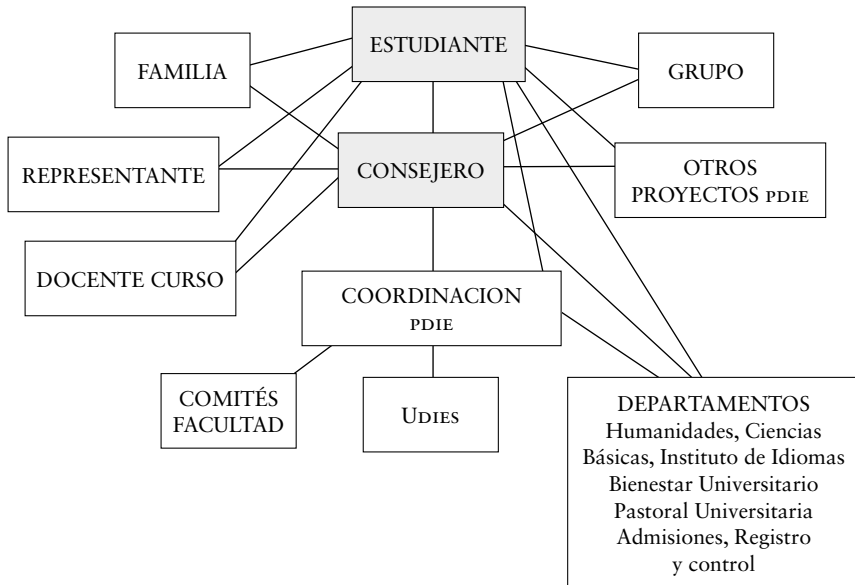 ESTUDIANTE
FAMILIA
GRUPO
REPRESENTANTE
CONSEJERO
OTROS
PROYECTOS PDIE
DOCENTE CURSO
COORDINACION
PDIE
COMITÉS
FACULTAD
UDIES
DEPARTAMENTOS
Humanidades, Ciencias
Básicas, Instituto de Idiomas
Bienestar Universitario
Pastoral Universitaria
Admisiones, Registro
y control